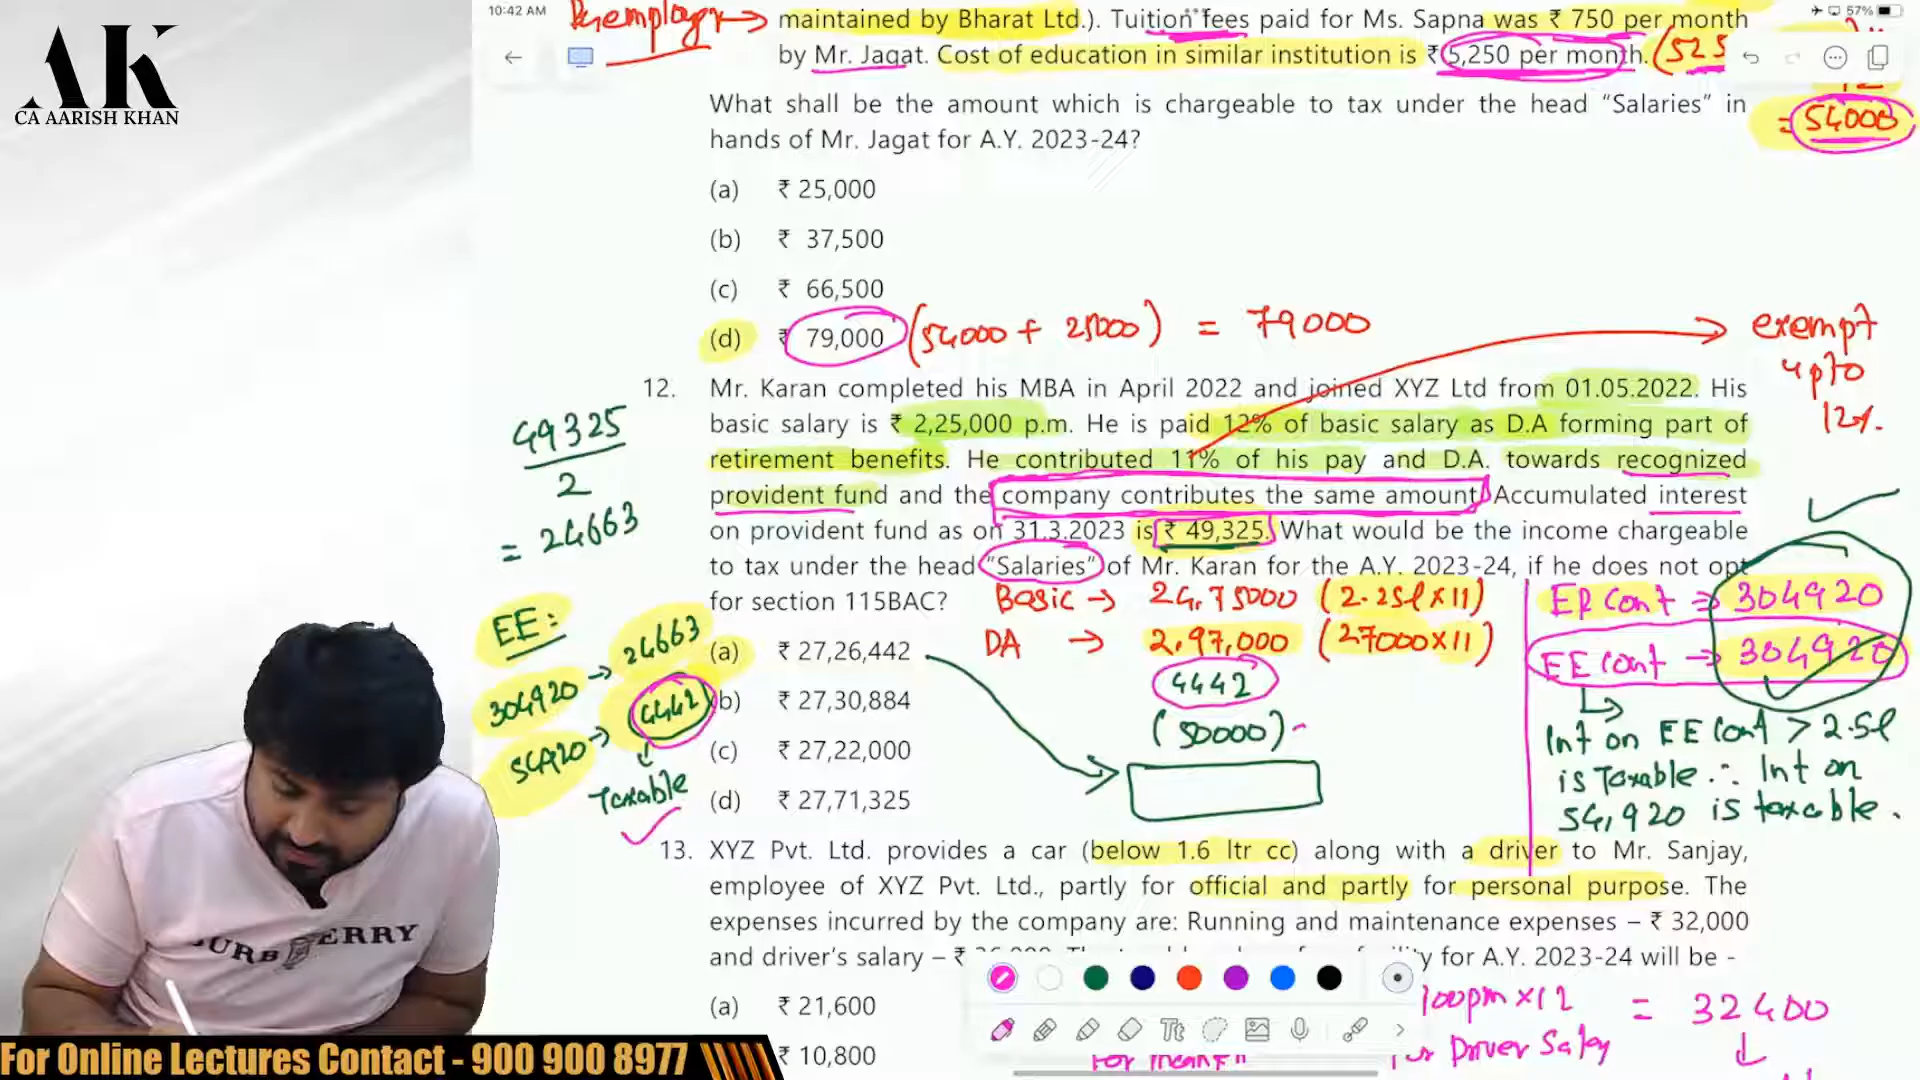 10:42 AM
57%
AK
CA AARISH KHAN
maintained by Bharat Ltd.). Tuition fees paid for Ms. Sapna was ₹ 750 per month
by Mr. Jagat. Cost of education in similar institution is ₹ 5,250 per month.
What shall be the amount which is chargeable to tax under the head “Salaries” in
hands of Mr. Jagat for A.Y. 2023-24?
= 54000
(a) ₹ 25,000
(b) ₹ 37,500
(c) ₹ 66,500
(d) ₹ 79,000 (54000 + 25000) = 79000
exempt
upto
12%.
12. Mr. Karan completed his MBA in April 2022 and joined XYZ Ltd from 01.05.2022. His
basic salary is ₹ 2,25,000 p.m. He is paid 12% of basic salary as D.A forming part of
retirement benefits. He contributed 11% of his pay and D.A. towards recognized
provident fund and the company contributes the same amount. Accumulated interest
on provident fund as on 31.3.2023 is ₹ 49,325. What would be the income chargeable
to tax under the head “Salaries” of Mr. Karan for the A.Y. 2023-24, if he does not opt
for section 115BAC?
49325
2
= 24663
EE:
304920 → 24663
54920 → 4442
Taxable
Basic → 24,75000 (2.25l x 11)
DA → 2,97,000 (27000x11)
4442
(50000)
ER Cont ⇒ 304920
EE Cont → 304920
Int on EE Cont > 2.5l
is Taxable ∴ Int on
54,920 is taxable.
(a) ₹ 27,26,442
(b) ₹ 27,30,884
(c) ₹ 27,22,000
(d) ₹ 27,71,325
13. XYZ Pvt. Ltd. provides a car (below 1.6 ltr cc) along with a driver to Mr. Sanjay,
employee of XYZ Pvt. Ltd., partly for official and partly for personal purpose. The
expenses incurred by the company are: Running and maintenance expenses – ₹ 32,000
and driver’s salary – ₹ y for A.Y. 2023-24 will be -
(a) ₹ 21,600
00pm x12 = 32400
Driver Salary
₹ 10,800
Tt
BURBERRY
For Online Lectures Contact - 900 900 8977